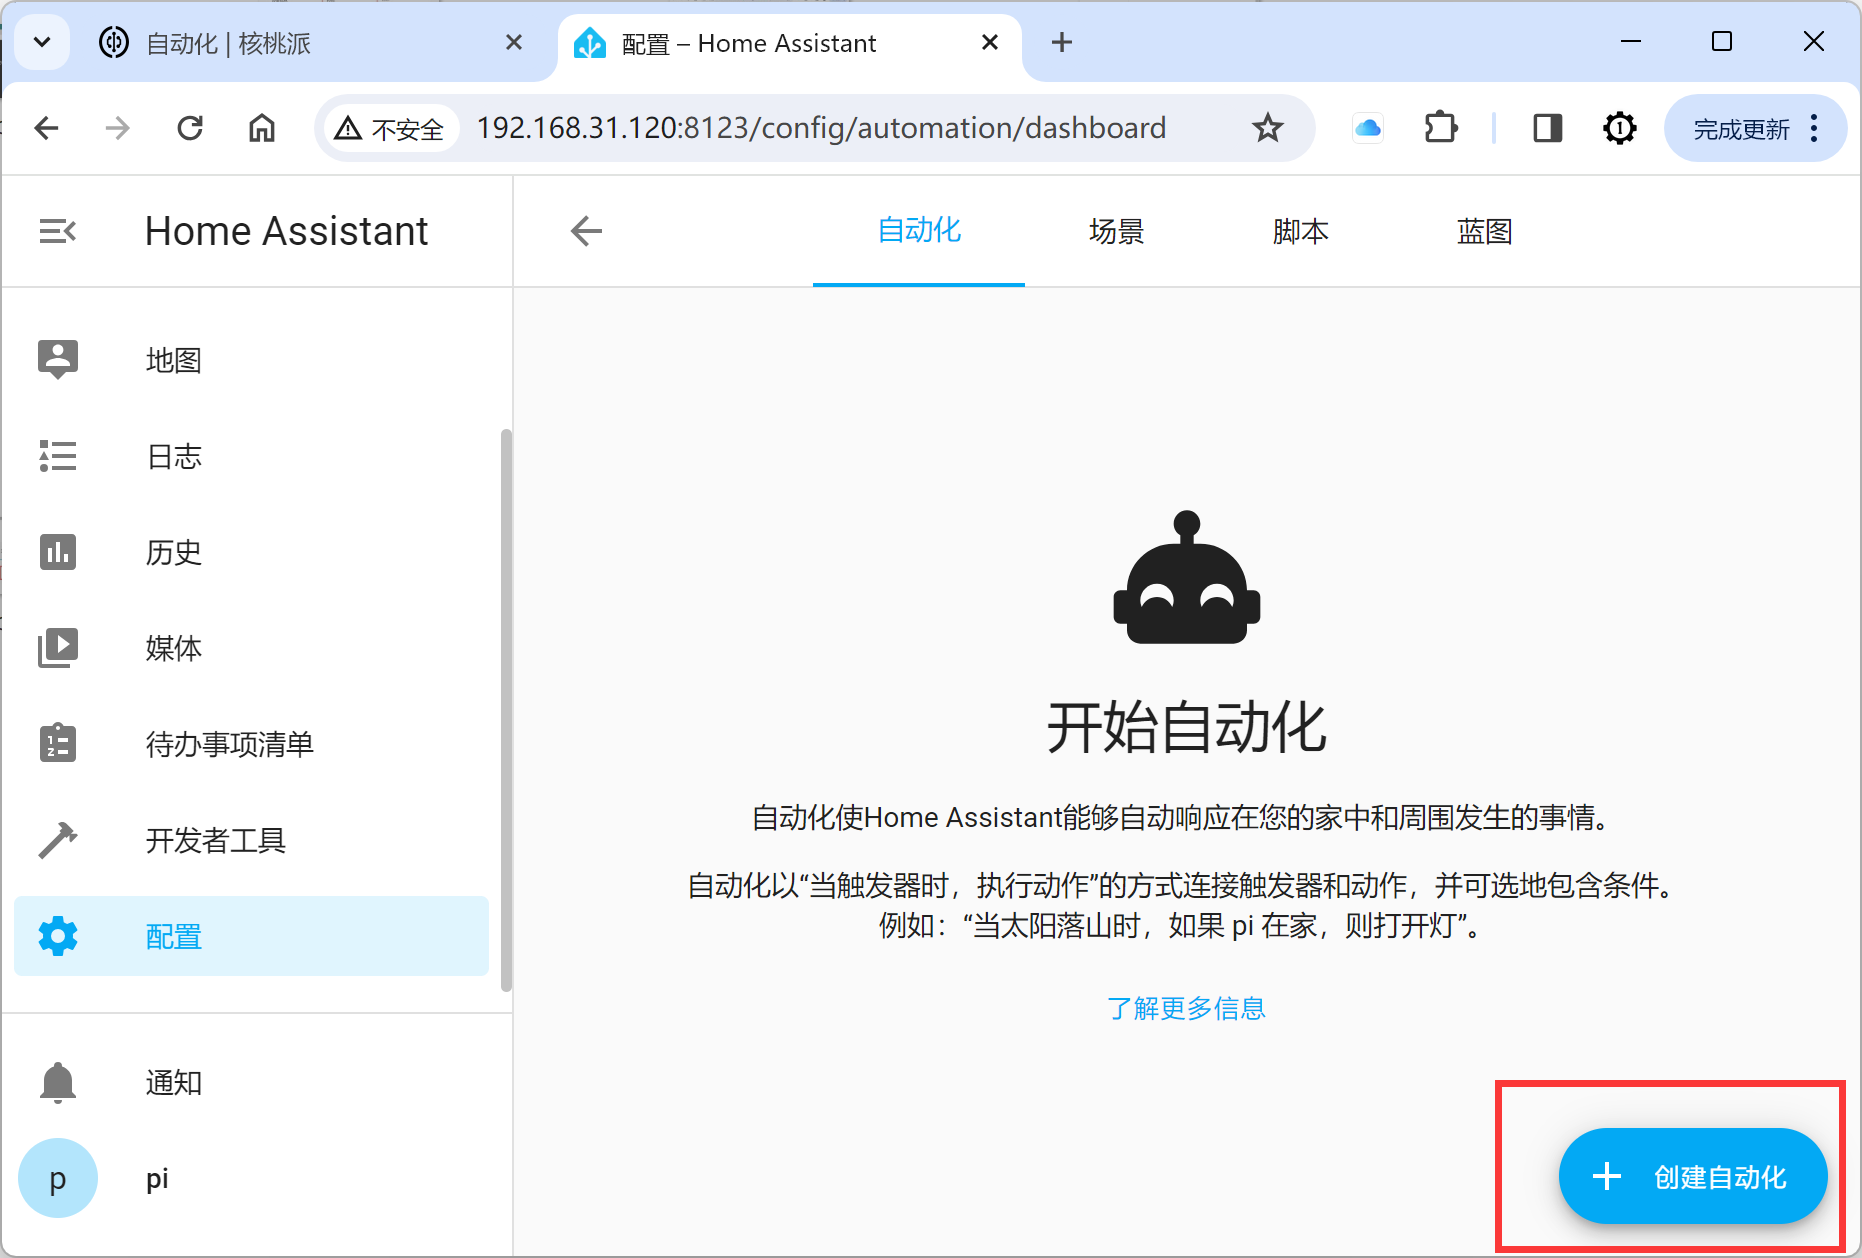 自动化 | 核桃派
配置 – Home Assistant
不安全
192.168.31.120:8123/config/automation/dashboard
1
完成更新
Home Assistant
自动化
场景
脚本
蓝图
地图
日志
历史
媒体
待办事项清单
开发者工具
配置
通知
p
pi
开始自动化
自动化使Home Assistant能够自动响应在您的家中和周围发生的事情。
自动化以“当触发器时，执行动作”的方式连接触发器和动作，并可选地包含条件。
例如：“当太阳落山时，如果 pi 在家，则打开灯”。
了解更多信息
创建自动化